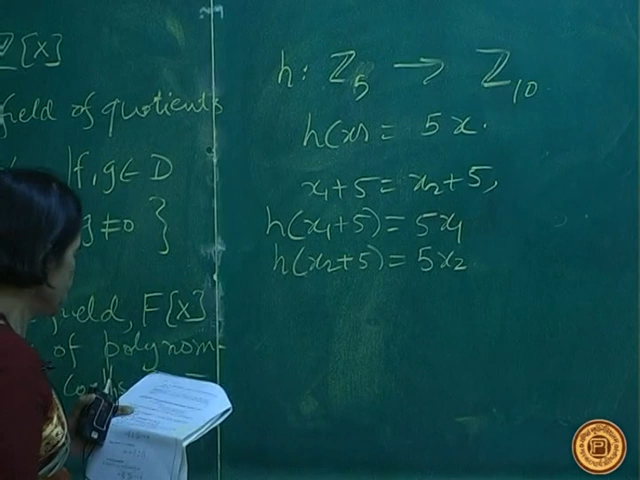 ℤ[x]
field of quotients
| f, g ∈ D
g ≠ 0 }
field, F[x]
of polynom-
h: ℤ₅ → ℤ₁₀
h(x) = 5x.
x₁+5 = x₂+5,
h(x₁+5) = 5x₁
h(x₂+5) = 5x₂